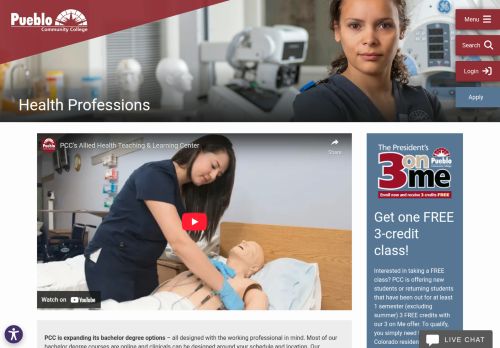 Pueblo
Community College
Menu
Search
Login
Apply
Health Professions
PCC's Allied Health Teaching & Learning Center
Share
Watch on YouTube
PCC is expanding its bachelor degree options – all designed with the working professional in mind. Most of our
bachelor degree courses are online and clinicals can be designed around your schedule and location. Our
The President's
3 on me
Pueblo
Enroll now and receive 3 credits FREE
Get one FREE
3-credit
class!
Interested in taking a FREE
class? PCC is offering new
students or returning students
that have been out for at least
1 semester (excluding
summer) 3 FREE credits with
our 3 on Me offer. To qualify,
you simply need
Colorado residen
LIVE CHAT